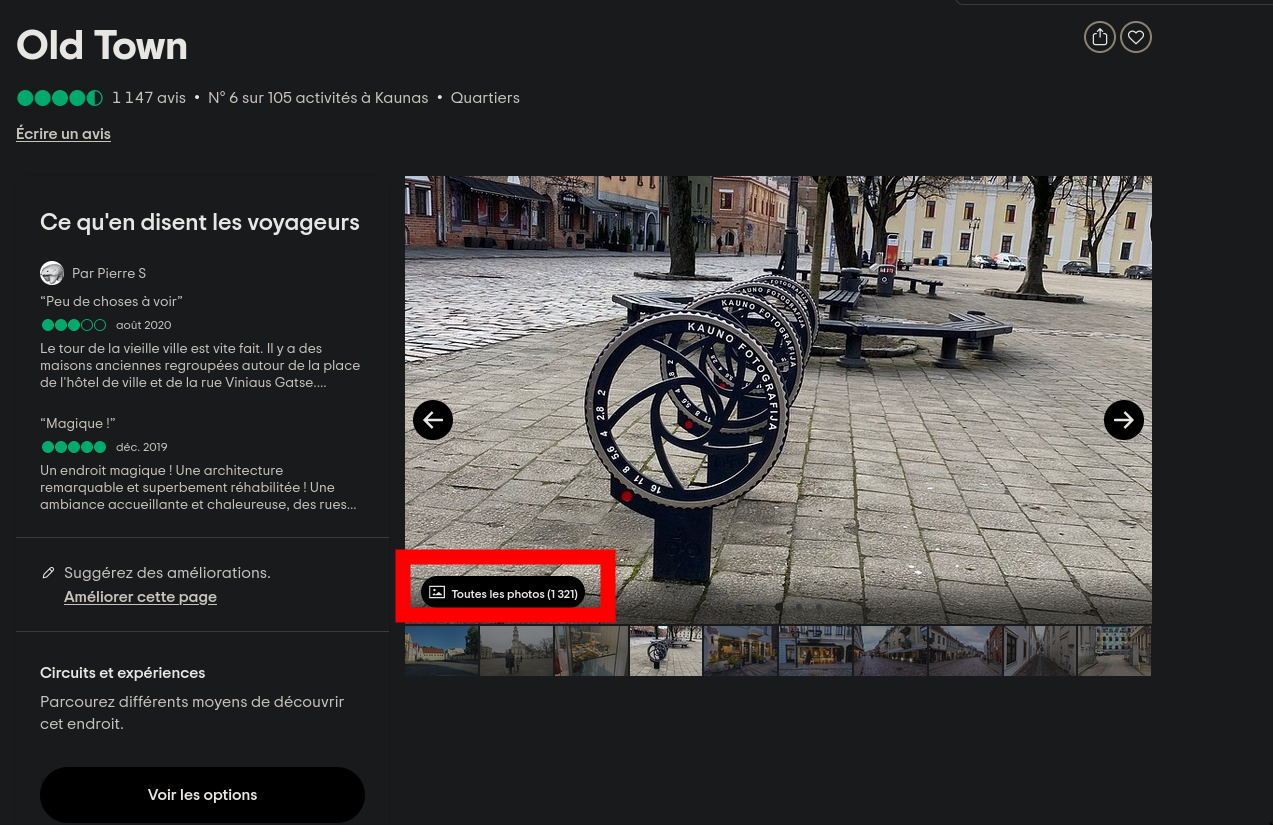 Old Town
1 147 avis • N° 6 sur 105 activités à Kaunas • Quartiers
Écrire un avis
Ce qu'en disent les voyageurs
Par Pierre S
“Peu de choses à voir”
août 2020
Le tour de la vieille ville est vite fait. Il y a des
maisons anciennes regroupées autour de la place
de l'hôtel de ville et de la rue Viniaus Gatse....
“Magique !”
déc. 2019
Un endroit magique ! Une architecture
remarquable et superbement réhabilitée ! Une
ambiance accueillante et chaleureuse, des rues...
Suggérez des améliorations.
Améliorer cette page
Circuits et expériences
Parcourez différents moyens de découvrir
cet endroit.
Voir les options
KAUNO FOTOGRAFIJA
KAUNO FOTOGRAFIJA
2 2.8 4 5.6 8 11 16
Toutes les photos (1 321)